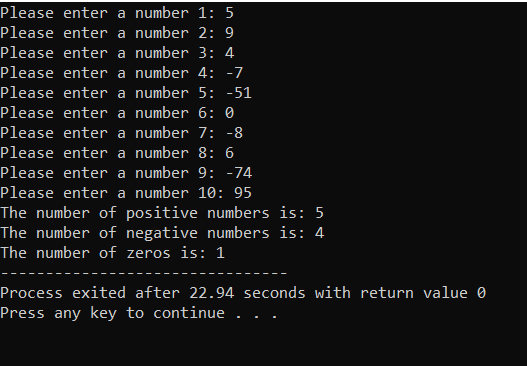 Please enter a number 1: 5
Please enter a number 2: 9
Please enter a number 3: 4
Please enter a number 4: -7
Please enter a number 5: -51
Please enter a number 6: 0
Please enter a number 7: -8
Please enter a number 8: 6
Please enter a number 9: -74
Please enter a number 10: 95
The number of positive numbers is: 5
The number of negative numbers is: 4
The number of zeros is: 1
--------------------------------
Process exited after 22.94 seconds with return value 0
Press any key to continue . . .